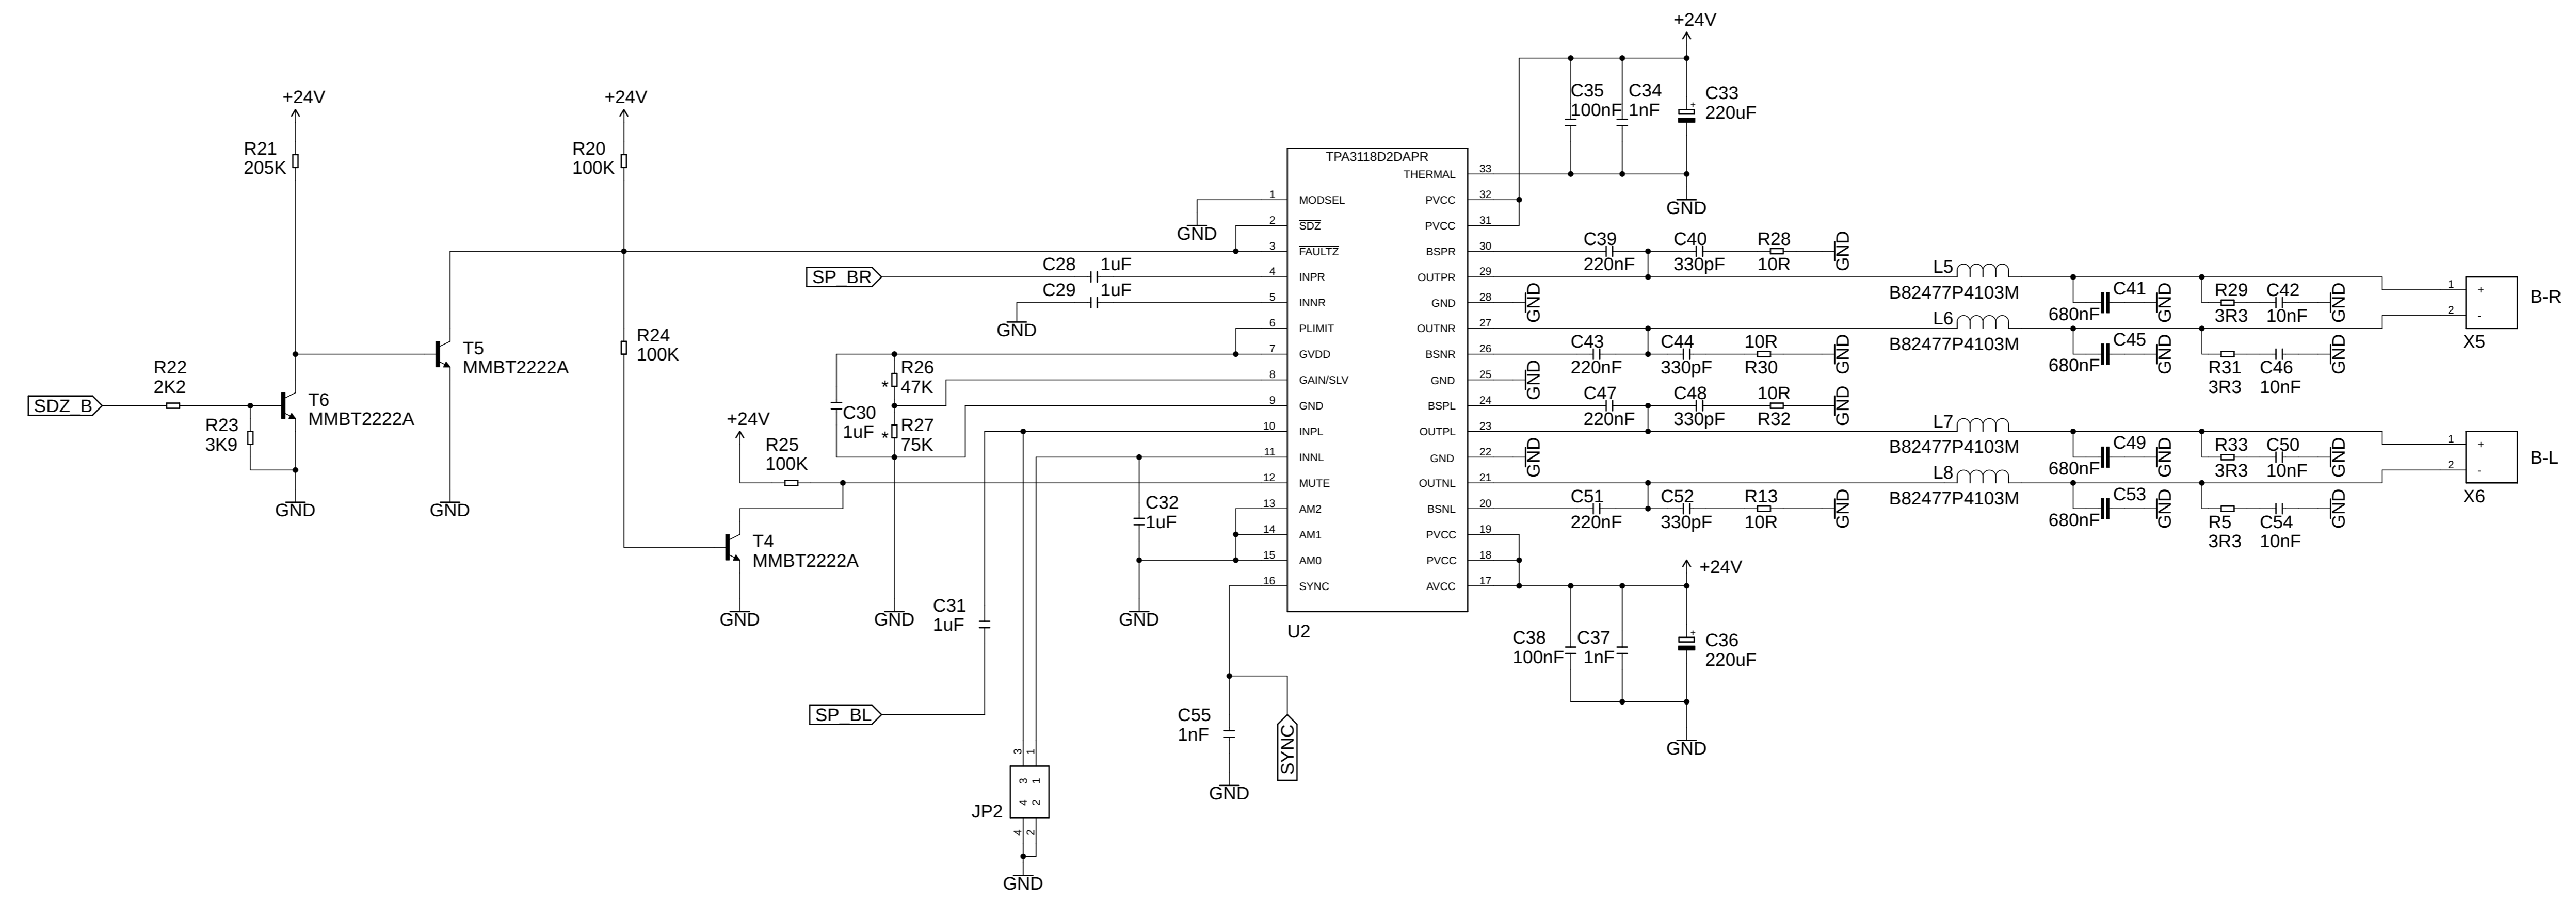 +24V
+24V
+24V
C35
100nF
C34
1nF
+
C33
220uF
GND
R21
205K
R20
100K
TPA3118D2DAPR
THERMAL 33
1 MODSEL PVCC 32
2 SDZ PVCC 31
3 FAULTZ BSPR 30
4 INPR OUTPR 29
5 INNR GND 28
6 PLIMIT OUTNR 27
7 GVDD BSNR 26
8 GAIN/SLV GND 25
9 GND BSPL 24
10 INPL OUTPL 23
11 INNL GND 22
12 MUTE OUTNL 21
13 AM2 BSNL 20
14 AM1 PVCC 19
15 AM0 PVCC 18
16 SYNC AVCC 17
U2
GND
SP_BR
C28 1uF
C29 1uF
GND
R24
100K
T5
MMBT2222A
R22
2K2
SDZ_B
T6
MMBT2222A
R23
3K9
GND
GND
R26
* 47K
C30
1uF
R27
* 75K
+24V
R25
100K
T4
MMBT2222A
GND
GND
C32
1uF
GND
C31
1uF
SP_BL
3 1
3 1
4 2
JP2
4 2
GND
C55
1nF
SYNC
GND
C39
220nF
C40
330pF
R28
10R
GND
GND
C43
220nF
C44
330pF
10R
R30
GND
GND
C47
220nF
C48
330pF
10R
R32
GND
GND
C51
220nF
C52
330pF
R13
10R
GND
+24V
C38
100nF
C37
1nF
+
C36
220uF
GND
L5
B82477P4103M
L6
B82477P4103M
L7
B82477P4103M
L8
B82477P4103M
C41
680nF
GND
R29
3R3
C42
10nF
GND
C45
680nF
GND
R31
3R3
C46
10nF
GND
1 +
2 -
B-R
X5
C49
680nF
GND
R33
3R3
C50
10nF
GND
C53
680nF
GND
R5
3R3
C54
10nF
GND
1 +
2 -
B-L
X6